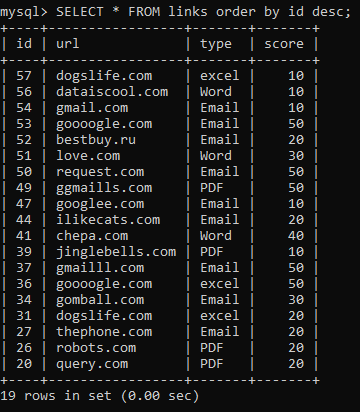 mysql> SELECT * FROM links order by id desc;
+----+------------------+-------+-------+
| id | url              | type  | score |
+----+------------------+-------+-------+
| 57 | dogslife.com     | excel |    10 |
| 56 | dataiscool.com   | Word  |    10 |
| 54 | gmail.com        | Email |    10 |
| 53 | goooogle.com     | Email |    50 |
| 52 | bestbuy.ru       | Email |    20 |
| 51 | love.com         | Word  |    30 |
| 50 | request.com      | Email |    50 |
| 49 | ggmaills.com     | PDF   |    50 |
| 47 | googlee.com      | Email |    10 |
| 44 | ilikecats.com    | Email |    20 |
| 41 | chepa.com        | Word  |    40 |
| 39 | jinglebells.com  | PDF   |    10 |
| 37 | gmailll.com      | Email |    50 |
| 36 | goooogle.com     | excel |    50 |
| 34 | gomball.com      | Email |    30 |
| 31 | dogslife.com     | excel |    20 |
| 27 | thephone.com     | Email |    20 |
| 26 | robots.com       | PDF   |    20 |
| 20 | query.com        | PDF   |    20 |
+----+------------------+-------+-------+
19 rows in set (0.00 sec)